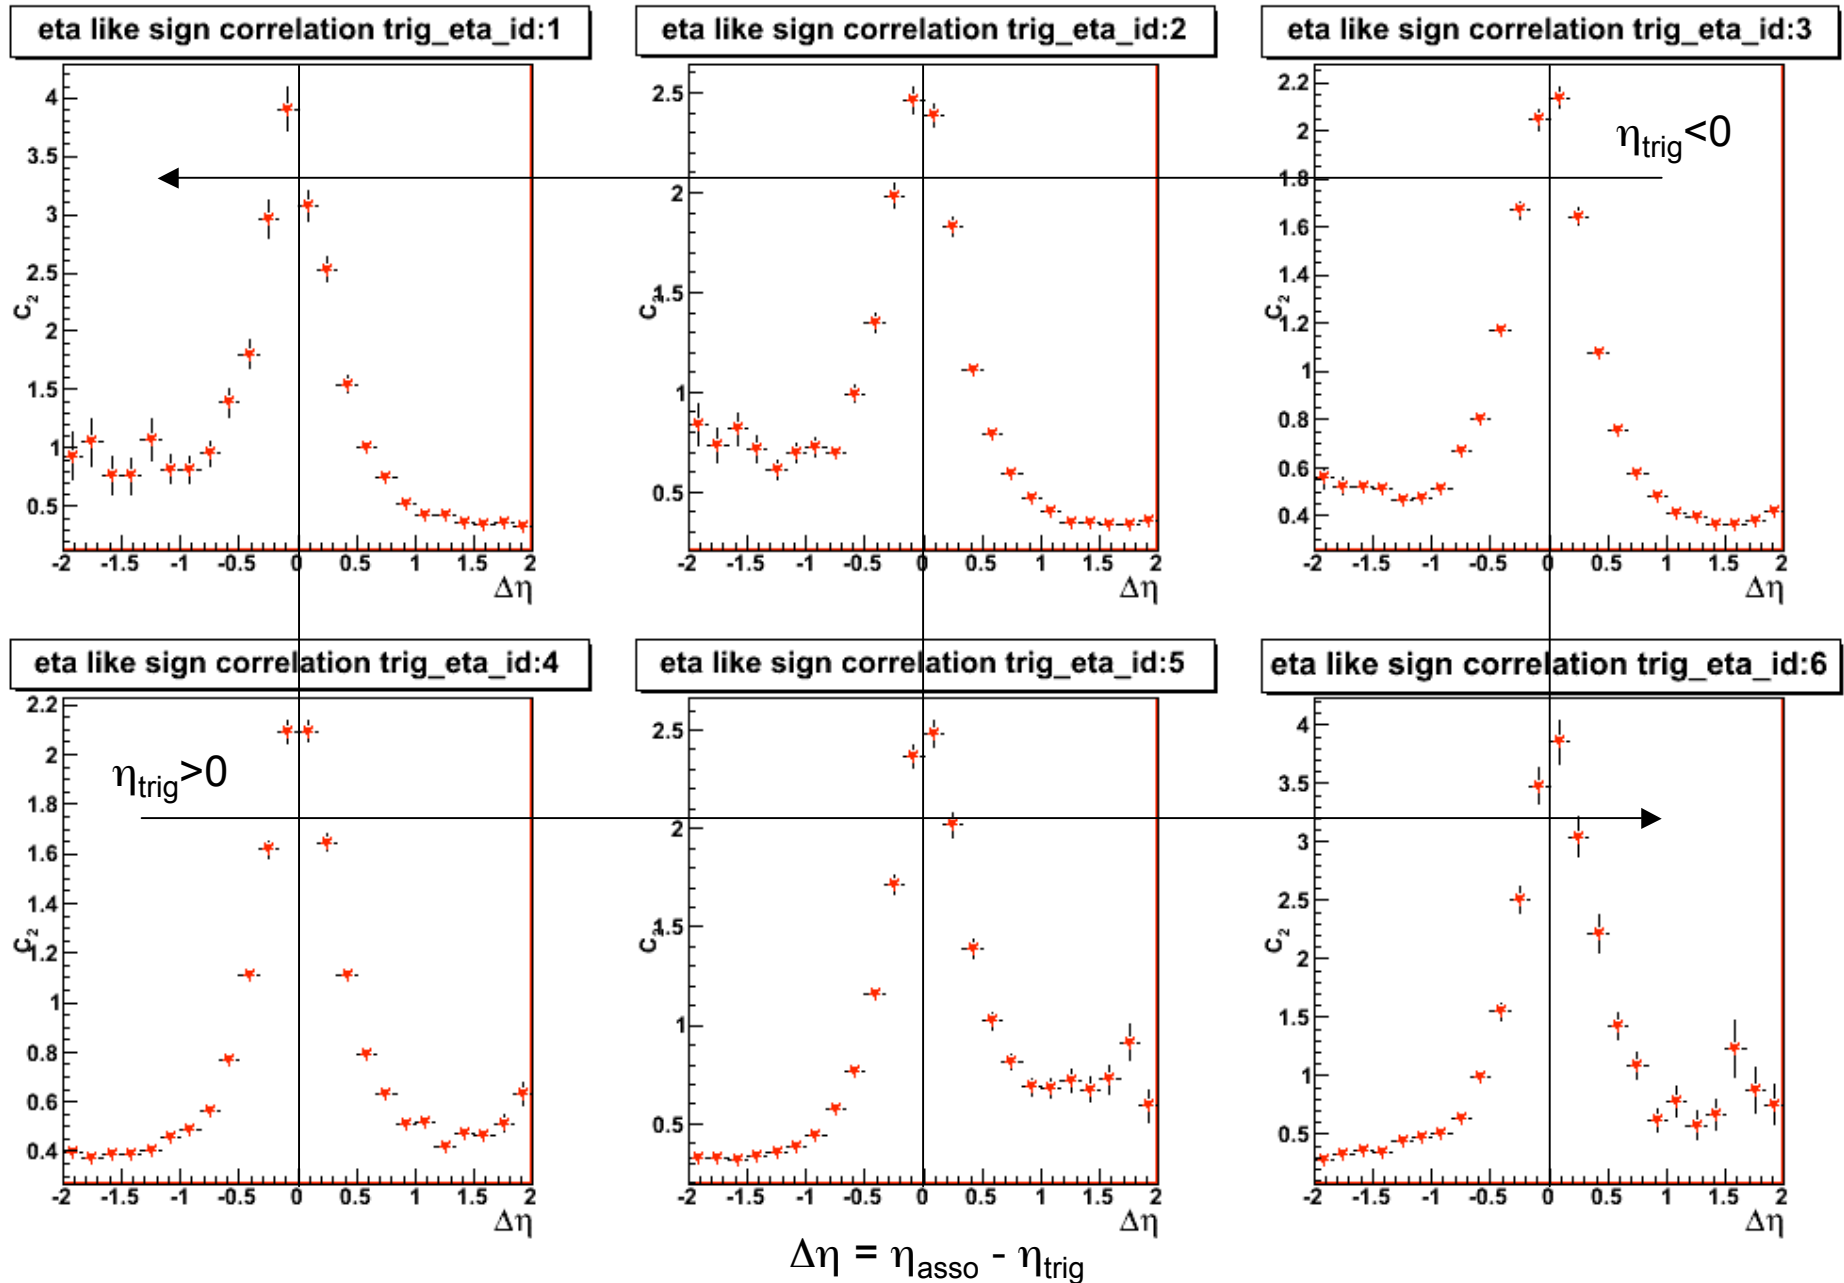 eta like sign correlation trig_eta_id:1
4
3.5
3
2.5
2
1.5
1
0.5
C₂
-2 -1.5 -1 -0.5 0 0.5 1 1.5 2
Δη
eta like sign correlation trig_eta_id:2
2.5
2
1.5
1
0.5
C₂
-2 -1.5 -1 -0.5 0 0.5 1 1.5 2
Δη
eta like sign correlation trig_eta_id:3
2.2
2
1.8
1.6
1.4
1.2
1
0.8
0.6
0.4
C₂
-2 -1.5 -1 -0.5 0 0.5 1 1.5 2
Δη
η_trig<0
eta like sign correlation trig_eta_id:4
2.2
2
1.8
1.6
1.4
1.2
1
0.8
0.6
0.4
C₂
-2 -1.5 -1 -0.5 0 0.5 1 1.5 2
Δη
η_trig>0
eta like sign correlation trig_eta_id:5
2.5
2
1.5
1
0.5
C₂
-2 -1.5 -1 -0.5 0 0.5 1 1.5 2
Δη
eta like sign correlation trig_eta_id:6
4
3.5
3
2.5
2
1.5
1
0.5
C₂
-2 -1.5 -1 -0.5 0 0.5 1 1.5 2
Δη
Δη = η_asso - η_trig